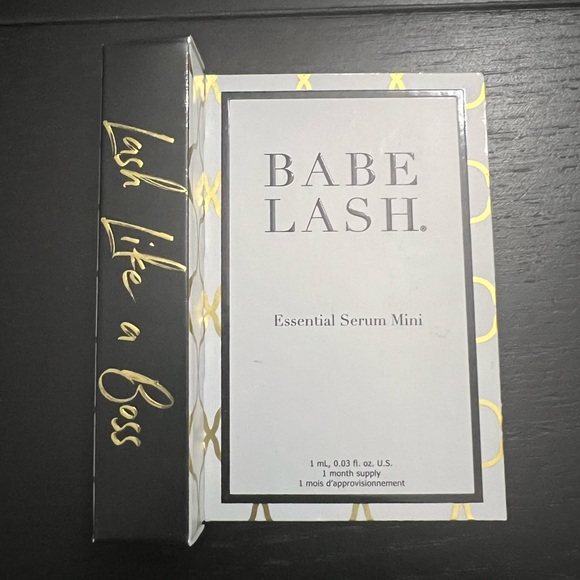 Lash Like a Boss
BABE
LASH®
Essential Serum Mini
1 mL, 0.03 fl. oz. U.S.
1 month supply
1 mois d'approvisionnement